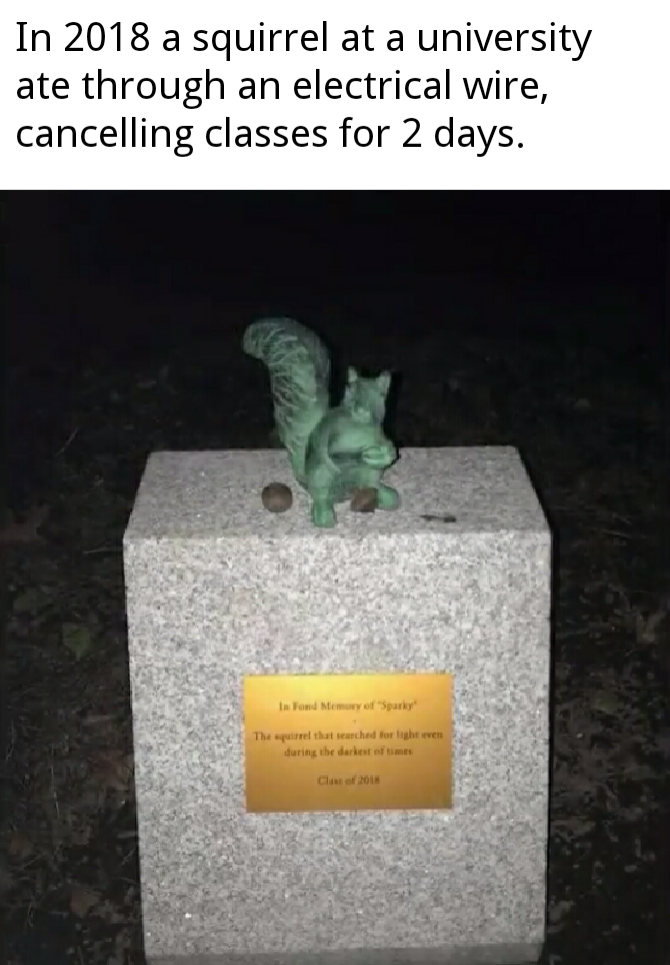 In 2018 a squirrel at a university
ate through an electrical wire,
cancelling classes for 2 days.
In Fond Memory of "Sparky"
The squirrel that searched for light even
during the darkest of times
Class of 2018